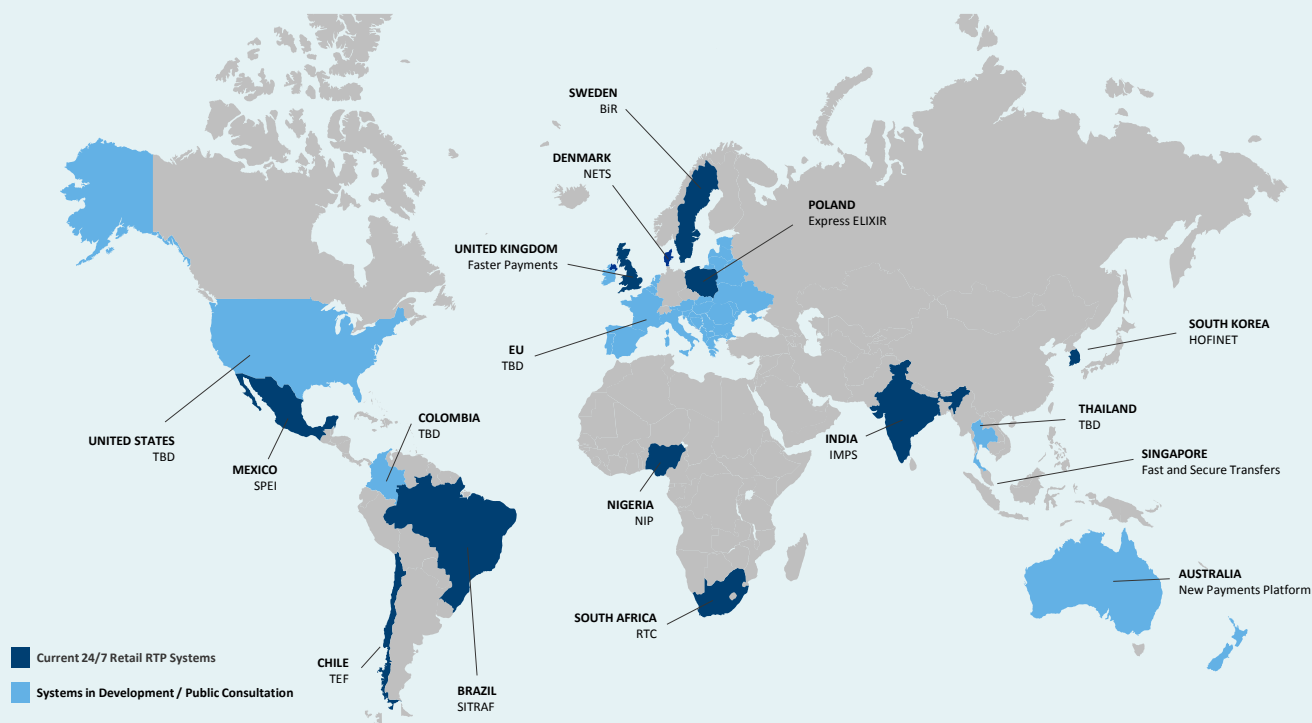 SWEDEN
BiR
DENMARK
NETS
POLAND
Express ELIXIR
UNITED KINGDOM
Faster Payments
SOUTH KOREA
HOFINET
EU
TBD
UNITED STATES
TBD
MEXICO
SPEI
COLOMBIA
TBD
THAILAND
TBD
INDIA
IMPS
SINGAPORE
Fast and Secure Transfers
NIGERIA
NIP
AUSTRALIA
New Payments Platform
SOUTH AFRICA
RTC
CHILE
TEF
BRAZIL
SITRAF
Current 24/7 Retail RTP Systems
Systems in Development / Public Consultation